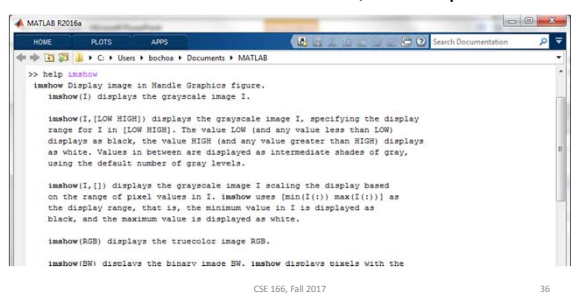 MATLAB R2016a
HOME PLOTS APPS Search Documentation
C: Users bochoa Documents MATLAB
>> help imshow
imshow Display image in Handle Graphics figure.
imshow(I) displays the grayscale image I.
imshow(I,[LOW HIGH]) displays the grayscale image I, specifying the display
range for I in [LOW HIGH]. The value LOW (and any value less than LOW)
displays as black, the value HIGH (and any value greater than HIGH) displays
as white. Values in between are displayed as intermediate shades of gray,
using the default number of gray levels.
imshow(I,[]) displays the grayscale image I scaling the display based
on the range of pixel values in I. imshow uses [min(I(:)) max(I(:))] as
the display range, that is, the minimum value in I is displayed as
black, and the maximum value is displayed as white.
imshow(RGB) displays the truecolor image RGB.
imshow(BW) displays the binary image BW. imshow displays pixels with the
CSE 166, Fall 2017 36